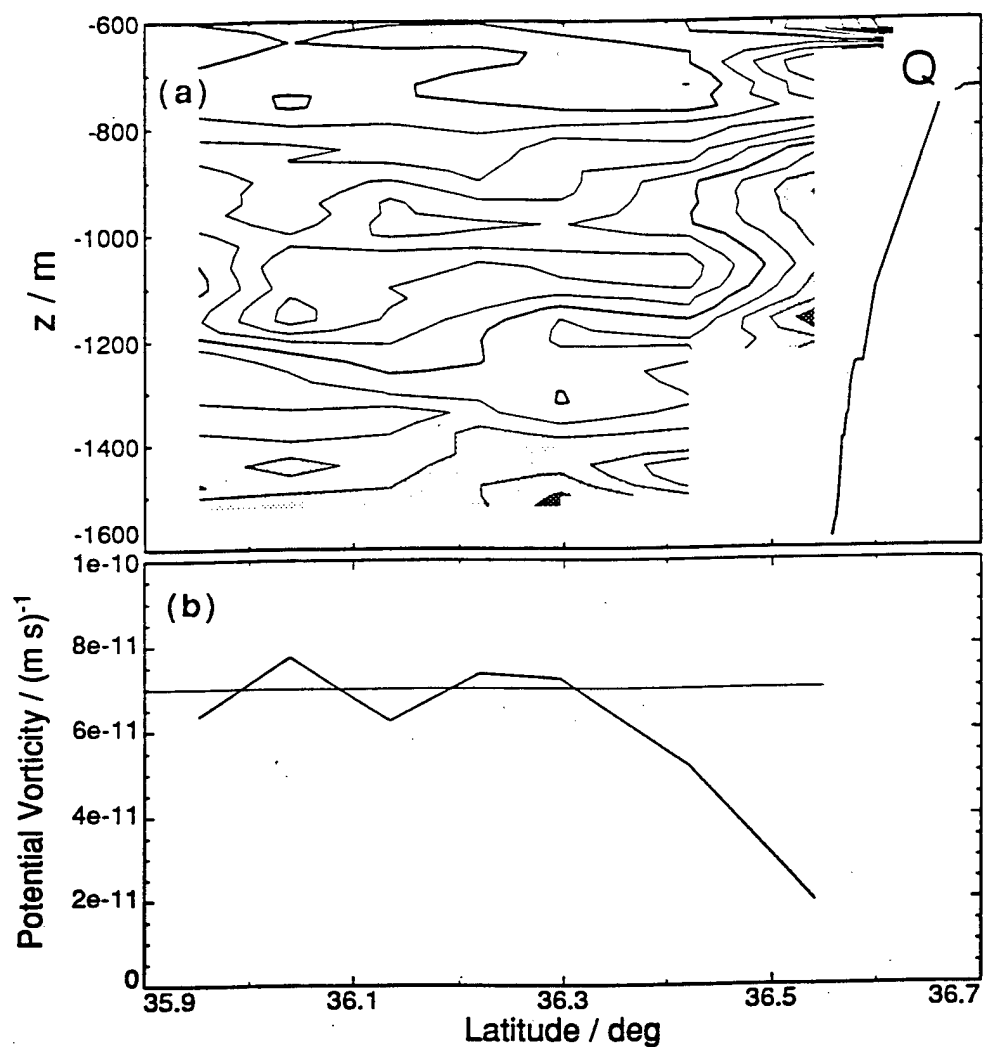 -600
(a)
Q
-800
-1000
z / m
-1200
-1400
-1600
1e-10
(b)
8e-11
6e-11
Potential Vorticity / (m s)⁻¹
4e-11
2e-11
0
35.9 36.1 36.3 36.5 36.7
Latitude / deg